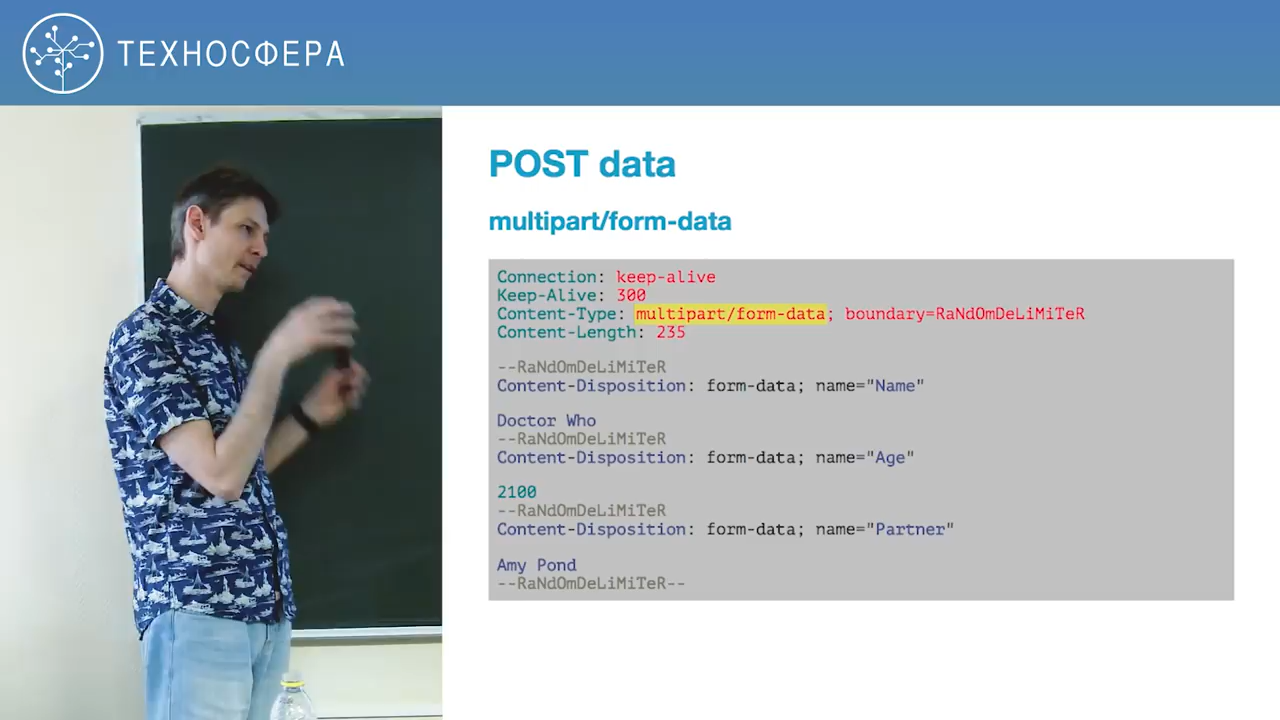 ТЕХНОСФЕРА
POST data
multipart/form-data
Connection: keep-alive
Keep-Alive: 300
Content-Type: multipart/form-data; boundary=RaNdOmDeLiMiTeR
Content-Length: 235
--RaNdOmDeLiMiTeR
Content-Disposition: form-data; name="Name"
Doctor Who
--RaNdOmDeLiMiTeR
Content-Disposition: form-data; name="Age"
2100
--RaNdOmDeLiMiTeR
Content-Disposition: form-data; name="Partner"
Amy Pond
--RaNdOmDeLiMiTeR--